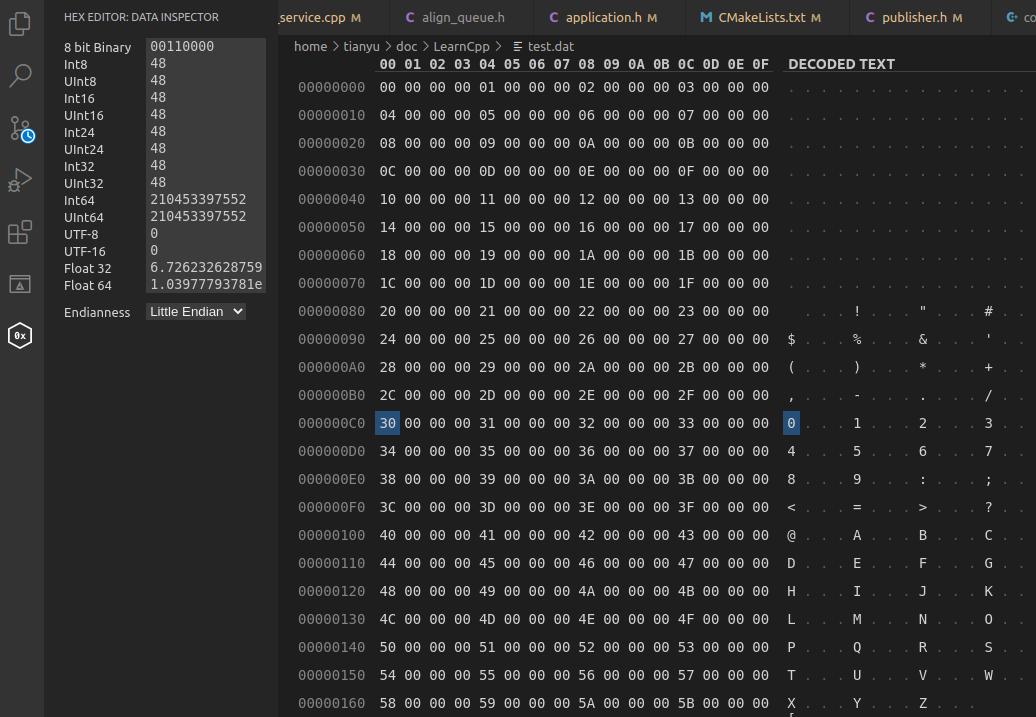 HEX EDITOR: DATA INSPECTOR
_service.cpp M align_queue.h application.h M CMakeLists.txt M publisher.h M co
home > tianyu > doc > LearnCpp > test.dat
8 bit Binary 00110000
Int8 48
UInt8 48
Int16 48
UInt16 48
Int24 48
UInt24 48
Int32 48
UInt32 48
Int64 210453397552
UInt64 210453397552
UTF-8 0
UTF-16 0
Float 32 6.726232628759
Float 64 1.03977793781e
Endianness Little Endian
0x
00 01 02 03 04 05 06 07 08 09 0A 0B 0C 0D 0E 0F DECODED TEXT
00000000 00 00 00 00 01 00 00 00 02 00 00 00 03 00 00 00 . . . . . . . . . . . . . . .
00000010 04 00 00 00 05 00 00 00 06 00 00 00 07 00 00 00 . . . . . . . . . . . . . . .
00000020 08 00 00 00 09 00 00 00 0A 00 00 00 0B 00 00 00 . . . . . . . . . . . . . . .
00000030 0C 00 00 00 0D 00 00 00 0E 00 00 00 0F 00 00 00 . . . . . . . . . . . . . . .
00000040 10 00 00 00 11 00 00 00 12 00 00 00 13 00 00 00 . . . . . . . . . . . . . . .
00000050 14 00 00 00 15 00 00 00 16 00 00 00 17 00 00 00 . . . . . . . . . . . . . . .
00000060 18 00 00 00 19 00 00 00 1A 00 00 00 1B 00 00 00 . . . . . . . . . . . . . . .
00000070 1C 00 00 00 1D 00 00 00 1E 00 00 00 1F 00 00 00 . . . . . . . . . . . . . . .
00000080 20 00 00 00 21 00 00 00 22 00 00 00 23 00 00 00 . . . ! . . . " . . . # . .
00000090 24 00 00 00 25 00 00 00 26 00 00 00 27 00 00 00 $ . . . % . . . & . . . ' . .
000000A0 28 00 00 00 29 00 00 00 2A 00 00 00 2B 00 00 00 ( . . . ) . . . * . . . + . .
000000B0 2C 00 00 00 2D 00 00 00 2E 00 00 00 2F 00 00 00 , . . . - . . . . . . . / . .
000000C0 30 00 00 00 31 00 00 00 32 00 00 00 33 00 00 00 0 . . . 1 . . . 2 . . . 3 . .
000000D0 34 00 00 00 35 00 00 00 36 00 00 00 37 00 00 00 4 . . . 5 . . . 6 . . . 7 . .
000000E0 38 00 00 00 39 00 00 00 3A 00 00 00 3B 00 00 00 8 . . . 9 . . . : . . . ; . .
000000F0 3C 00 00 00 3D 00 00 00 3E 00 00 00 3F 00 00 00 < . . . = . . . > . . . ? . .
00000100 40 00 00 00 41 00 00 00 42 00 00 00 43 00 00 00 @ . . . A . . . B . . . C . .
00000110 44 00 00 00 45 00 00 00 46 00 00 00 47 00 00 00 D . . . E . . . F . . . G . .
00000120 48 00 00 00 49 00 00 00 4A 00 00 00 4B 00 00 00 H . . . I . . . J . . . K . .
00000130 4C 00 00 00 4D 00 00 00 4E 00 00 00 4F 00 00 00 L . . . M . . . N . . . O . .
00000140 50 00 00 00 51 00 00 00 52 00 00 00 53 00 00 00 P . . . Q . . . R . . . S . .
00000150 54 00 00 00 55 00 00 00 56 00 00 00 57 00 00 00 T . . . U . . . V . . . W . .
00000160 58 00 00 00 59 00 00 00 5A 00 00 00 5B 00 00 00 X . . . Y . . . Z . . .
[